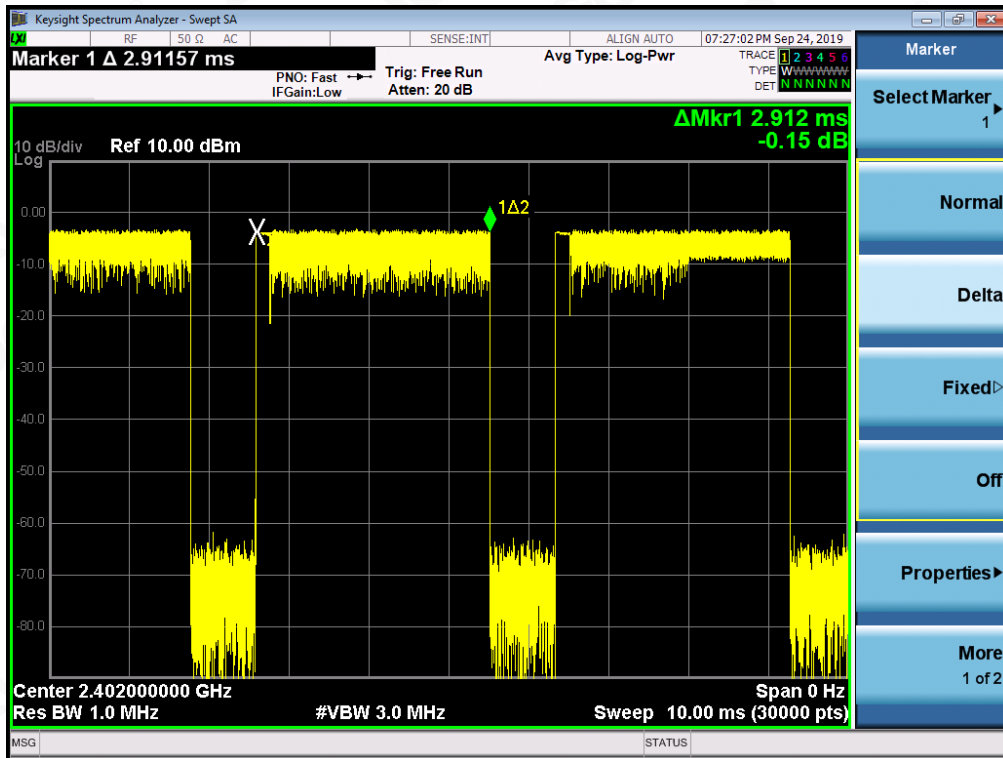 Keysight Spectrum Analyzer - Swept SA
LXI RF 50 Ω AC SENSE:INT ALIGN AUTO 07:27:02 PM Sep 24, 2019
Marker 1 Δ 2.91157 ms
PNO: Fast
IFGain:Low
Trig: Free Run
Atten: 20 dB
Avg Type: Log-Pwr
TRACE 1 2 3 4 5 6
TYPE W W W W W W
DET N N N N N N
ΔMkr1 2.912 ms
-0.15 dB
10 dB/div Ref 10.00 dBm
Log
0.00
-10.0
-20.0
-30.0
-40.0
-50.0
-60.0
-70.0
-80.0
1Δ2
Center 2.402000000 GHz Span 0 Hz
Res BW 1.0 MHz #VBW 3.0 MHz Sweep 10.00 ms (30000 pts)
MSG STATUS
Marker
Select Marker
1
Normal
Delta
Fixed
Off
Properties
More
1 of 2